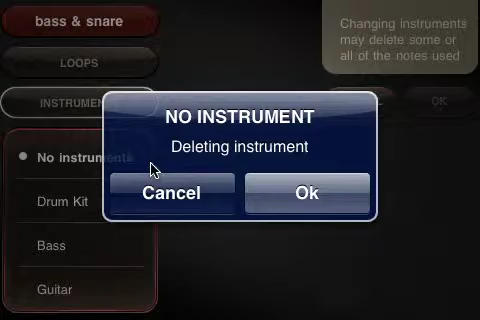 bass & snare
Changing instruments
may delete some or
all of the notes used
LOOPS
INSTRUMEN
OK
NO INSTRUMENT
Deleting instrument
Cancel
Ok
No instrument
Drum Kit
Bass
Guitar